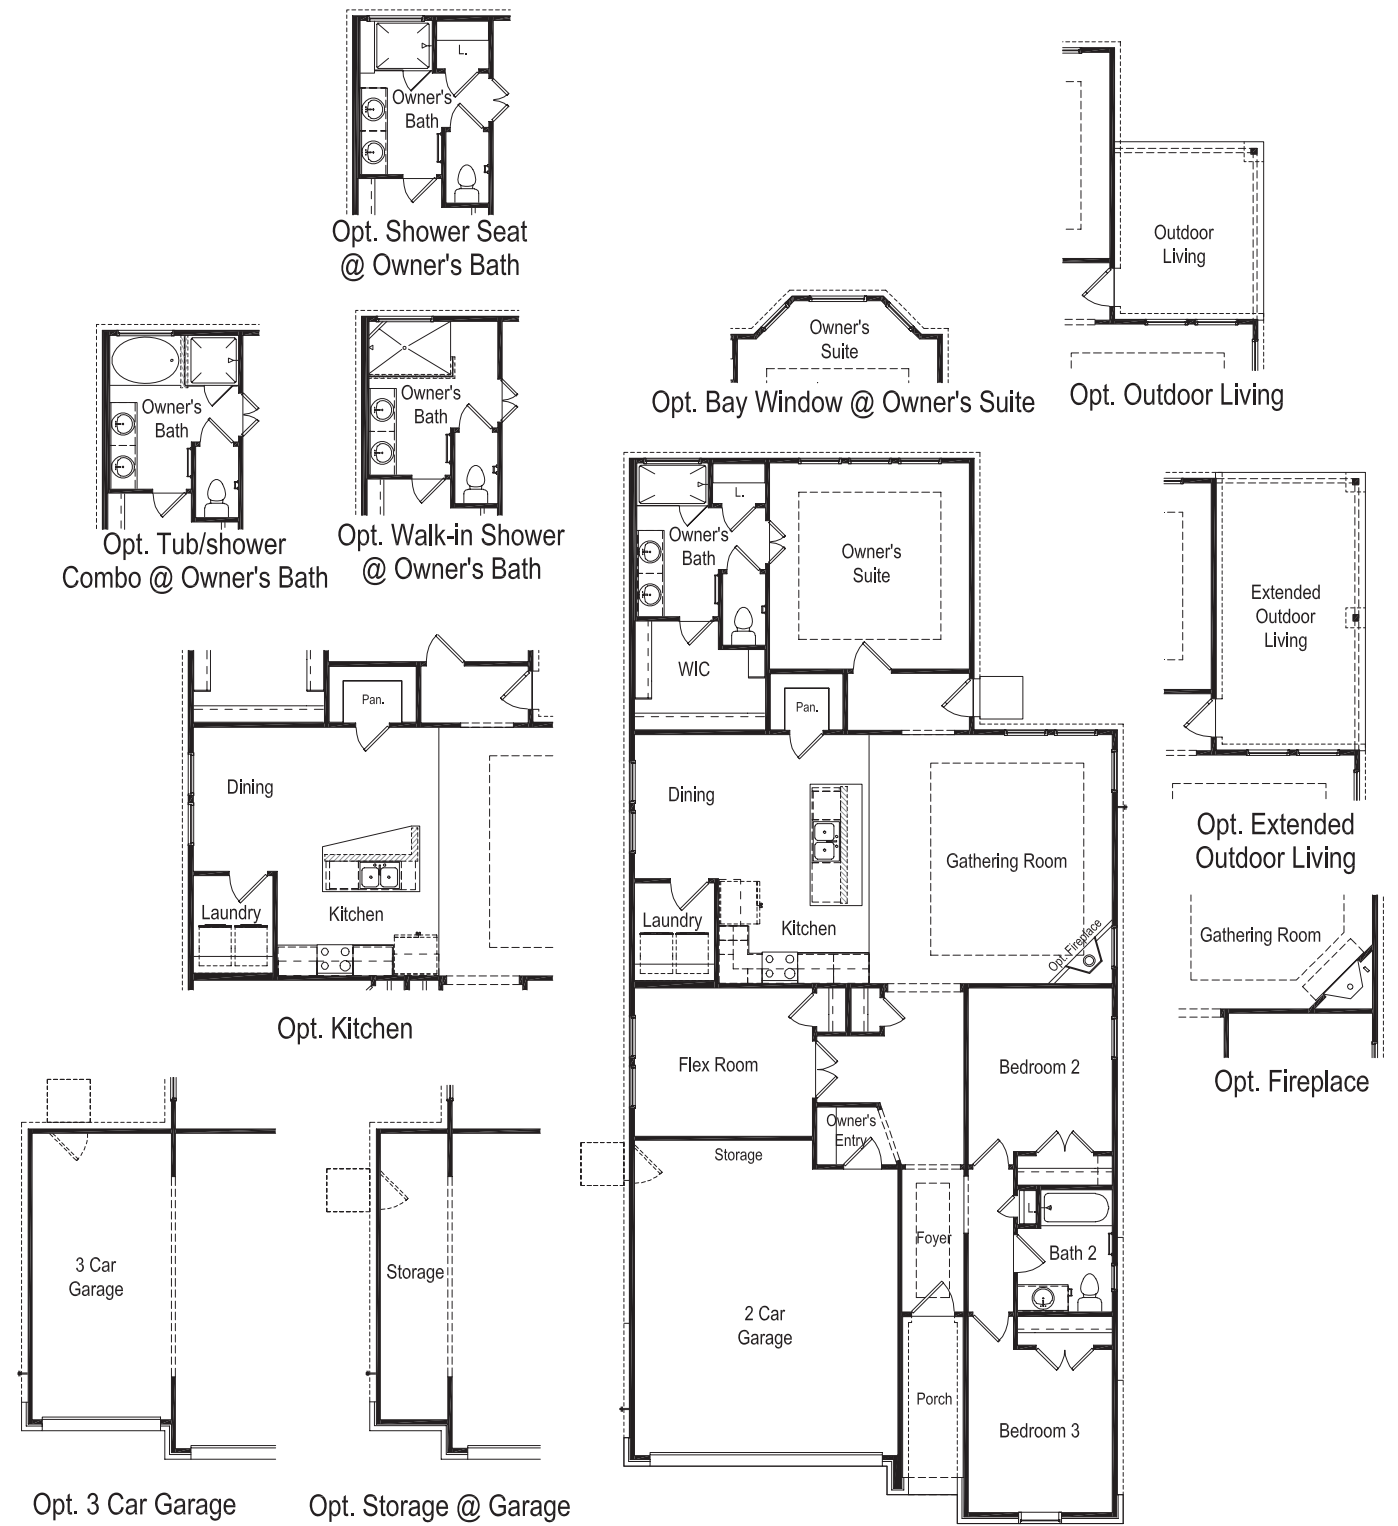 L.
Owner's
Bath
Opt. Shower Seat
@ Owner's Bath
Outdoor
Living
Opt. Outdoor Living
Owner's
Suite
Opt. Bay Window @ Owner's Suite
Owner's
Bath
Opt. Tub/shower
Combo @ Owner's Bath
Owner's
Bath
Opt. Walk-in Shower
@ Owner's Bath
L.
Owner's
Bath
Owner's
Suite
WIC
Pan.
Dining
Kitchen
Gathering Room
Laundry
Opt. Fireplace
Flex Room
Bedroom 2
Owner's
Entry
Storage
L.
Foyer
Bath 2
2 Car
Garage
Porch
Bedroom 3
Extended
Outdoor
Living
Opt. Extended
Outdoor Living
Gathering Room
Opt. Fireplace
Pan.
Dining
Laundry
Kitchen
Opt. Kitchen
3 Car
Garage
Opt. 3 Car Garage
Storage
Opt. Storage @ Garage